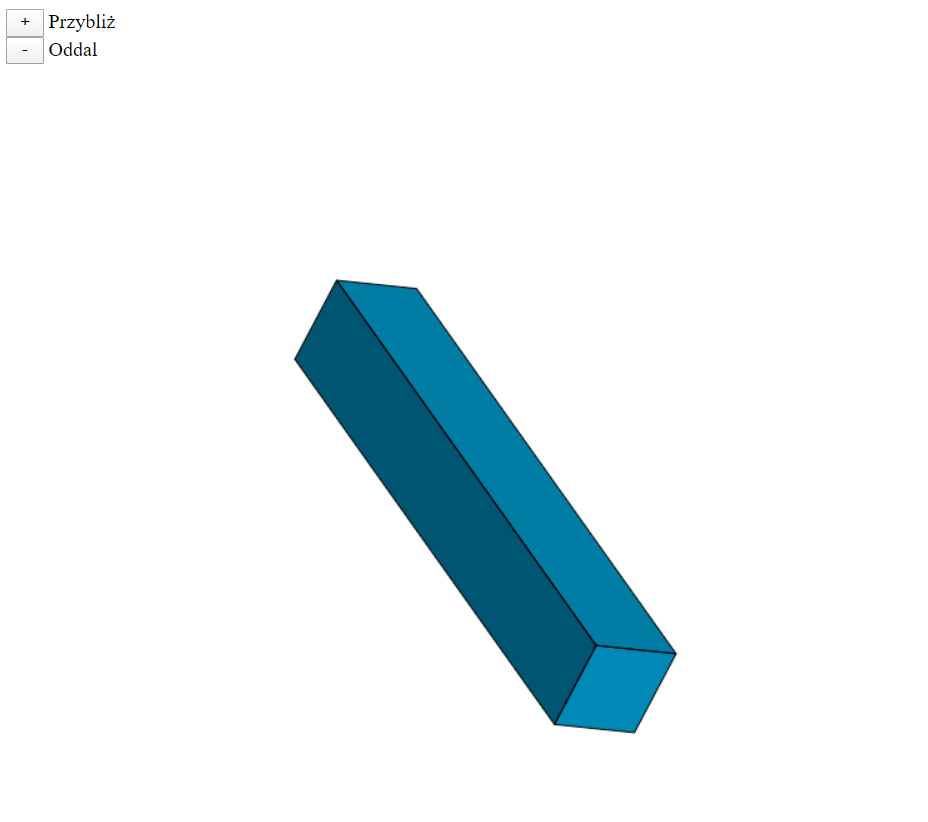 + Przybliż
- Oddal